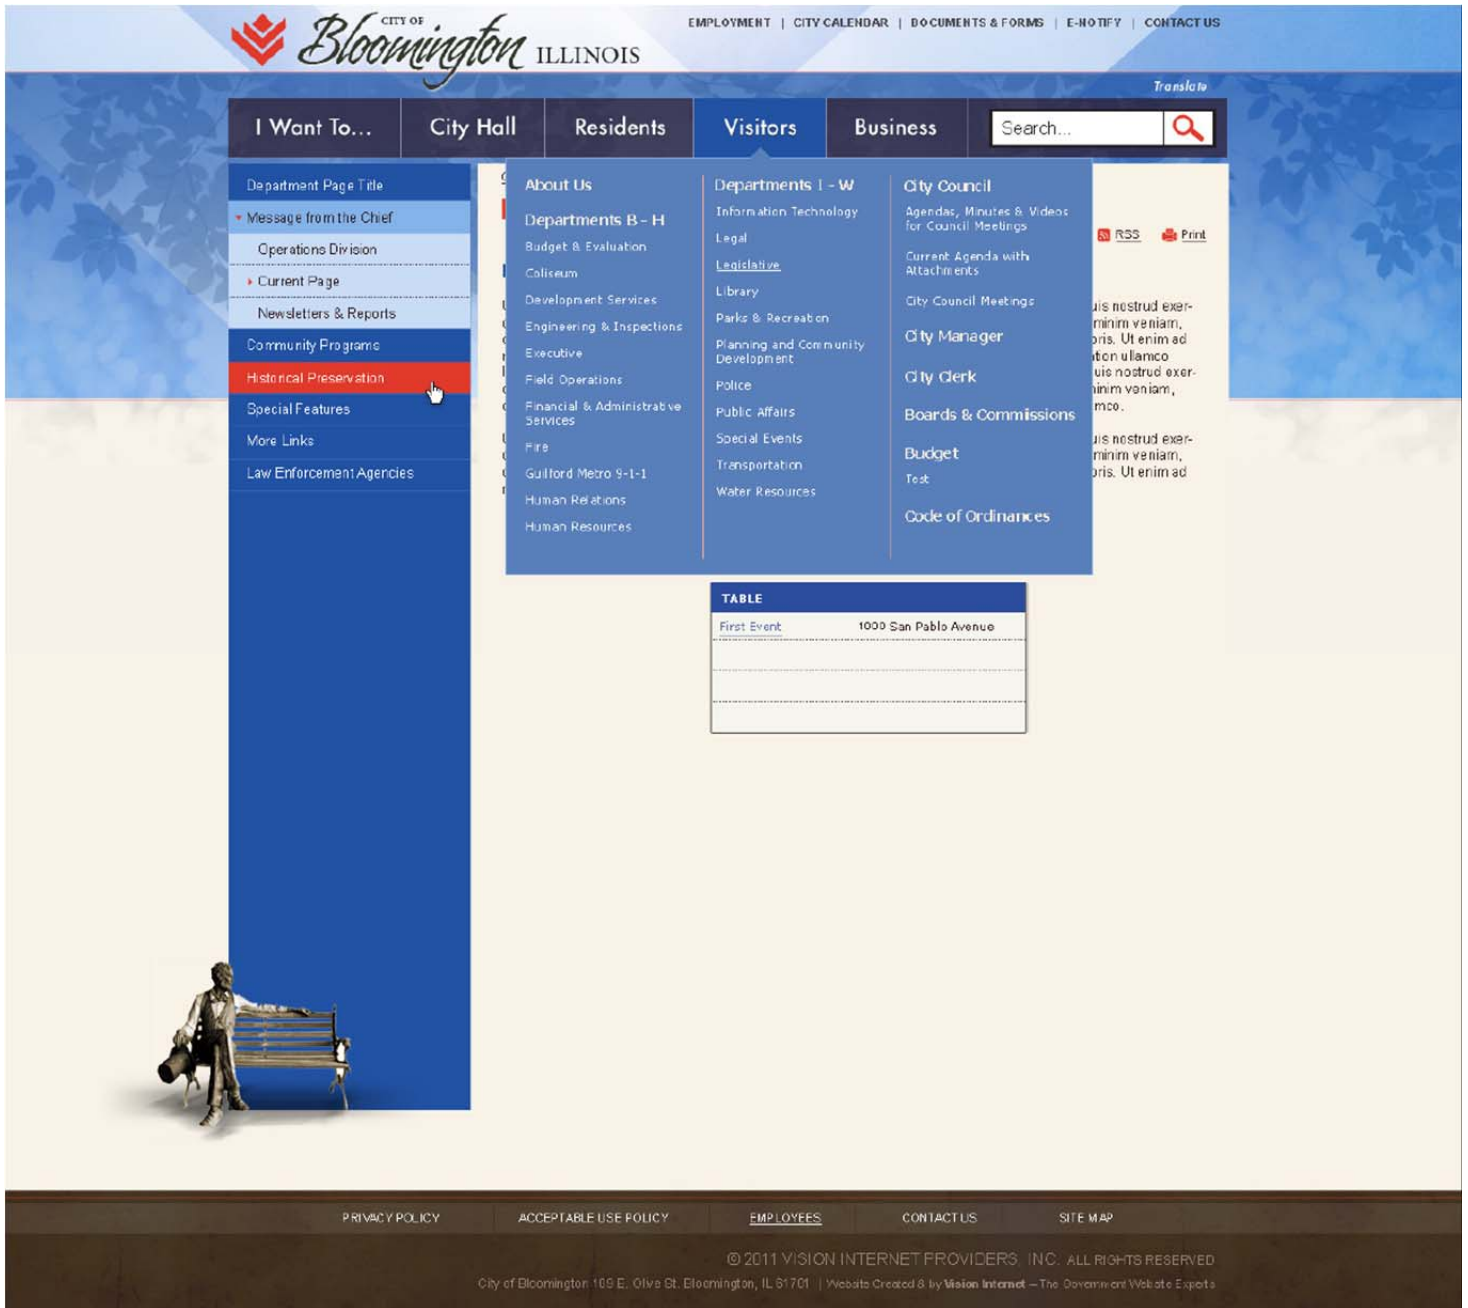 CITY OF
Bloomington ILLINOIS
EMPLOYMENT | CITY CALENDAR | DOCUMENTS & FORMS | E-NOTIFY | CONTACT US
Translate
I Want To...
City Hall
Residents
Visitors
Business
Search...
Department Page Title
Message from the Chief
Operations Division
Current Page
Newsletters & Reports
Community Programs
Historical Preservation
Special Features
More Links
Law Enforcement Agencies
About Us
Departments B - H
Budget & Evaluation
Coliseum
Development Services
Engineering & Inspections
Executive
Field Operations
Financial & Administrative
Services
Fire
Guilford Metro 9-1-1
Human Relations
Human Resources
Departments I - W
Information Technology
Legal
Legislative
Library
Parks & Recreation
Planning and Community
Development
Police
Public Affairs
Special Events
Transportation
Water Resources
City Council
Agendas, Minutes & Videos
for Council Meetings
Current Agenda with
Attachments
City Council Meetings
City Manager
City Clerk
Boards & Commissions
Budget
Test
Code of Ordinances
RSS
Print
uis nostrud exer-
minim veniam,
oris. Ut enim ad
tion ullamco
uis nostrud exer-
minim veniam,
mco.
uis nostrud exer-
minim veniam,
oris. Ut enim ad
TABLE
First Event 1000 San Pablo Avenue
PRIVACY POLICY
ACCEPTABLE USE POLICY
EMPLOYEES
CONTACT US
SITE MAP
© 2011 VISION INTERNET PROVIDERS, INC. ALL RIGHTS RESERVED
City of Bloomington 109 E. Olive St. Bloomington, IL 61701 | Website Created & by Vision Internet – The Government Website Experts